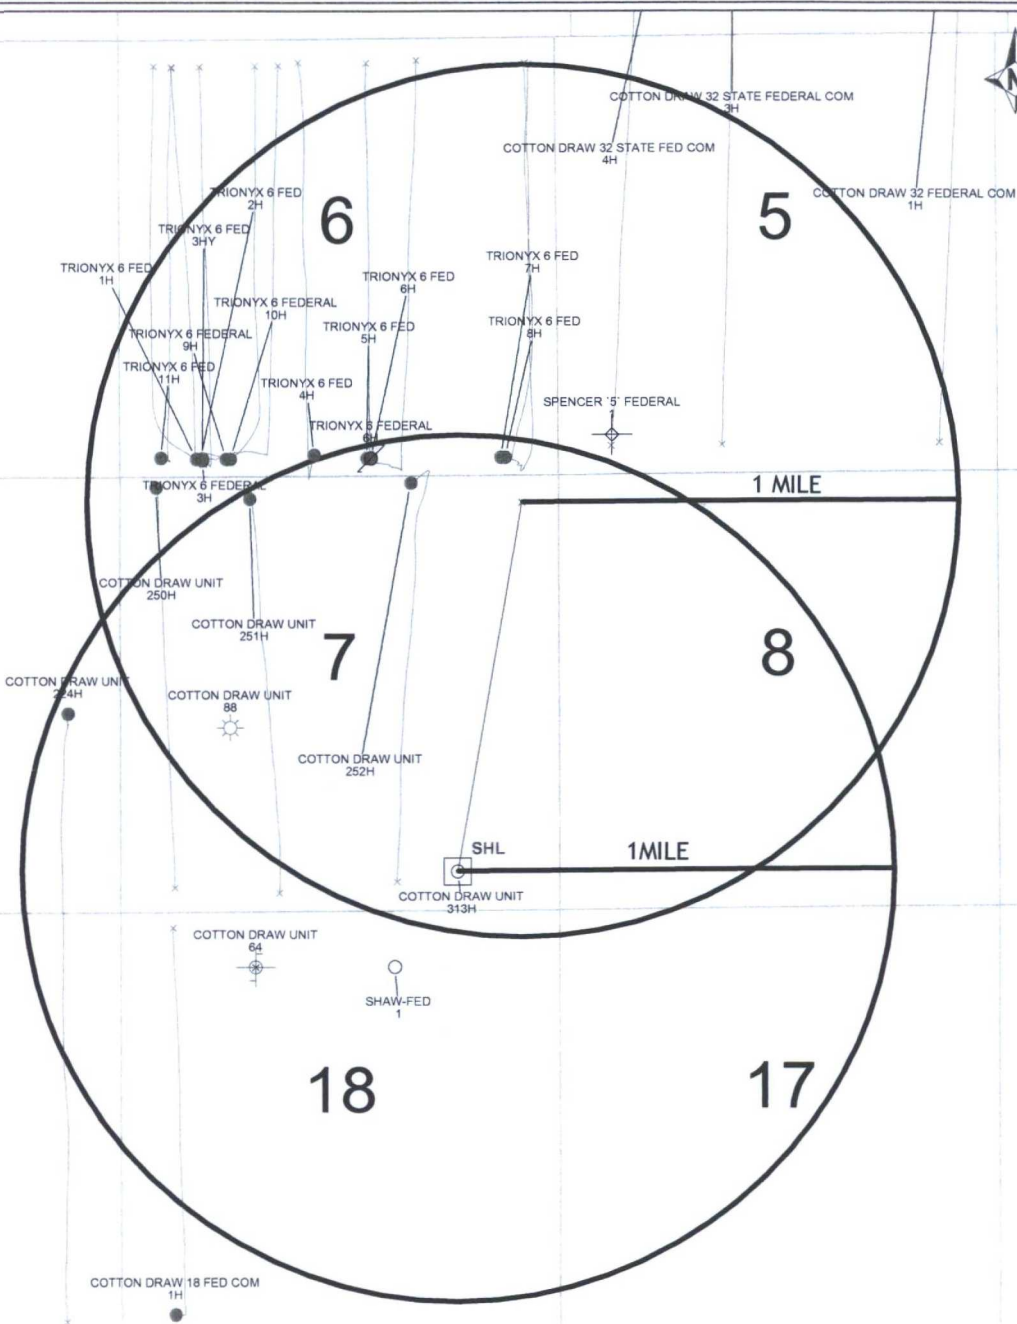 N
COTTON DRAW 32 STATE FEDERAL COM
3H
COTTON DRAW 32 STATE FED COM
4H
COTTON DRAW 32 FEDERAL COM
1H
6
5
TRIONYX 6 FED
2H
TRIONYX 6 FED
3HY
TRIONYX 6 FED
1H
TRIONYX 6 FED
7H
TRIONYX 6 FED
6H
TRIONYX 6 FEDERAL
10H
TRIONYX 6 FEDERAL
9H
TRIONYX 6 FED
5H
TRIONYX 6 FED
8H
TRIONYX 6 FED
11H
TRIONYX 6 FED
4H
SPENCER '5' FEDERAL
1
TRIONYX 6 FEDERAL
6H
TRIONYX 6 FEDERAL
3H
1 MILE
COTTON DRAW UNIT
250H
COTTON DRAW UNIT
251H
7
8
COTTON DRAW UNIT
224H
COTTON DRAW UNIT
88
COTTON DRAW UNIT
252H
SHL
1MILE
COTTON DRAW UNIT
313H
COTTON DRAW UNIT
64
SHAW-FED
1
18
17
COTTON DRAW 18 FED COM
1H